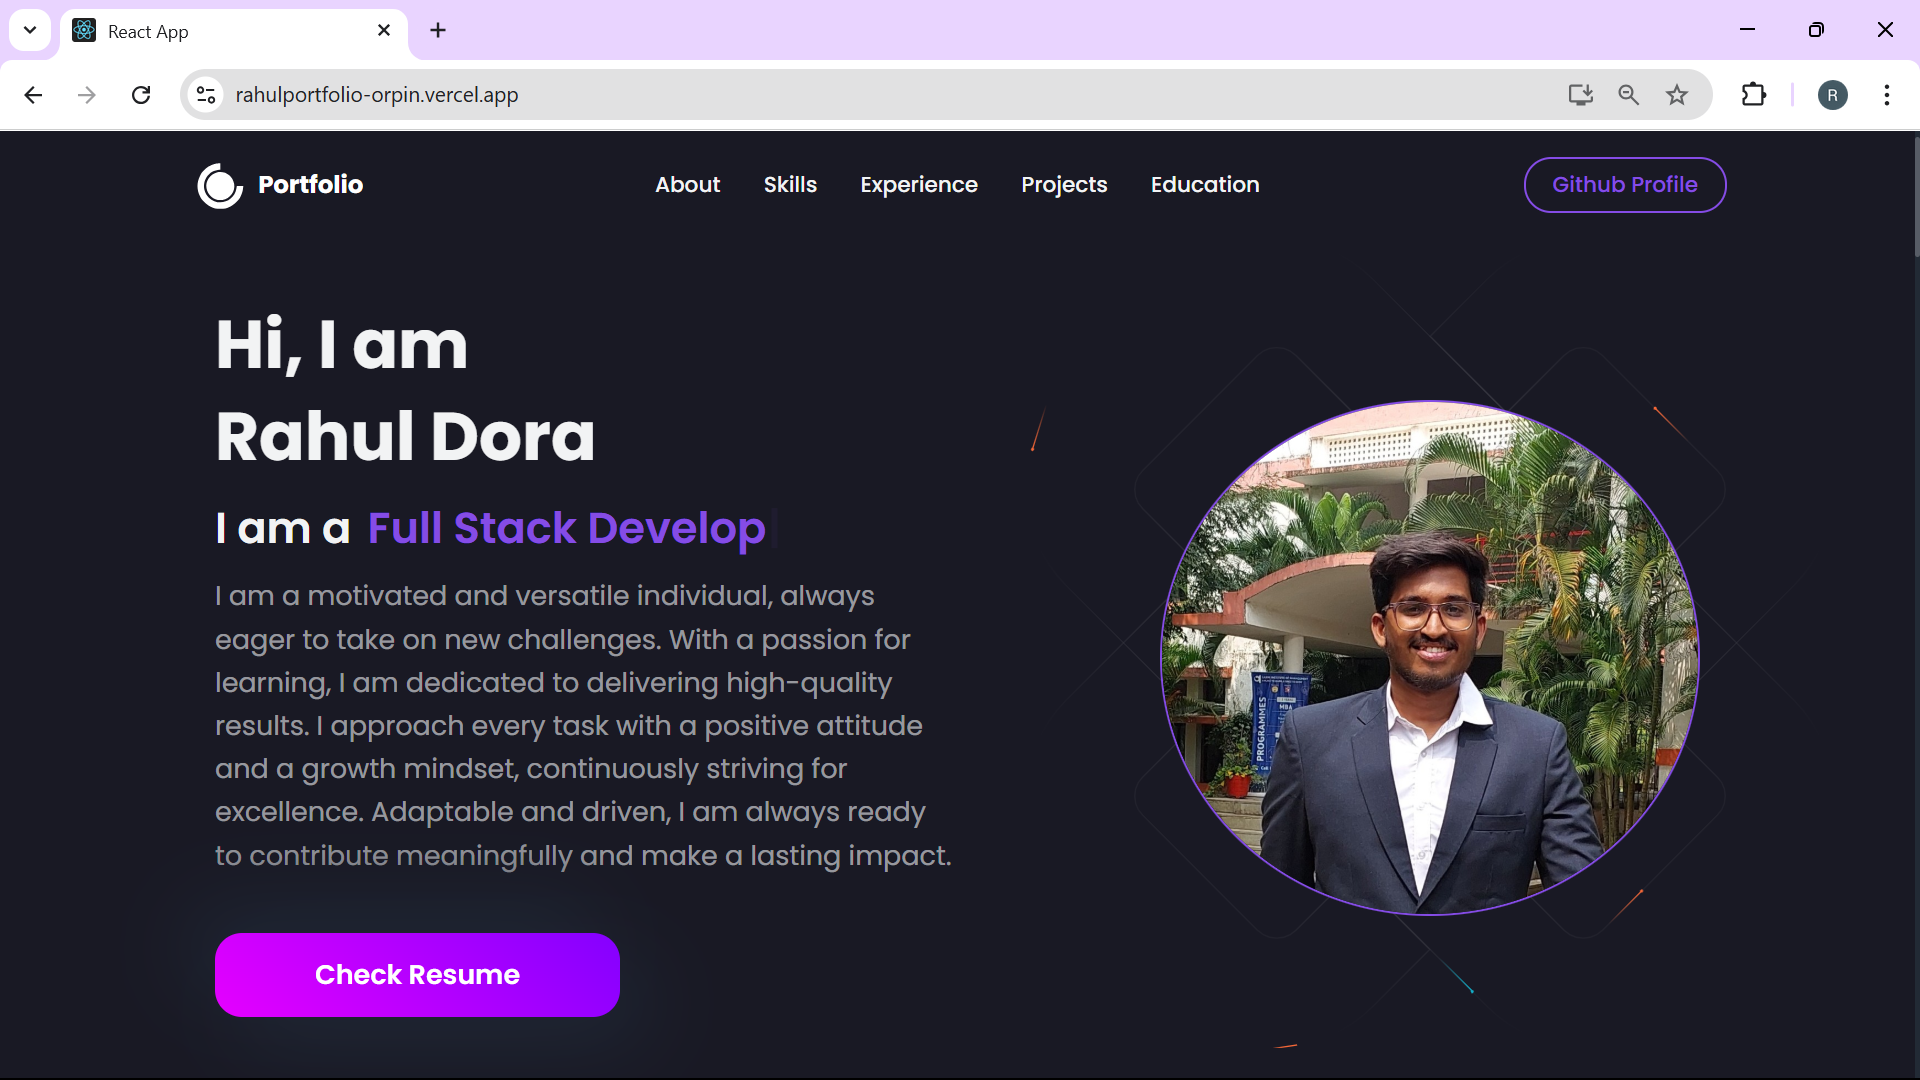 React App
rahulportfolio-orpin.vercel.app
R
Portfolio
About
Skills
Experience
Projects
Education
Github Profile
Hi, I am
Rahul Dora
I am a Full Stack Develop
I am a motivated and versatile individual, always
eager to take on new challenges. With a passion for
learning, I am dedicated to delivering high-quality
results. I approach every task with a positive attitude
and a growth mindset, continuously striving for
excellence. Adaptable and driven, I am always ready
to contribute meaningfully and make a lasting impact.
Check Resume
PROGRAMMES
MBA